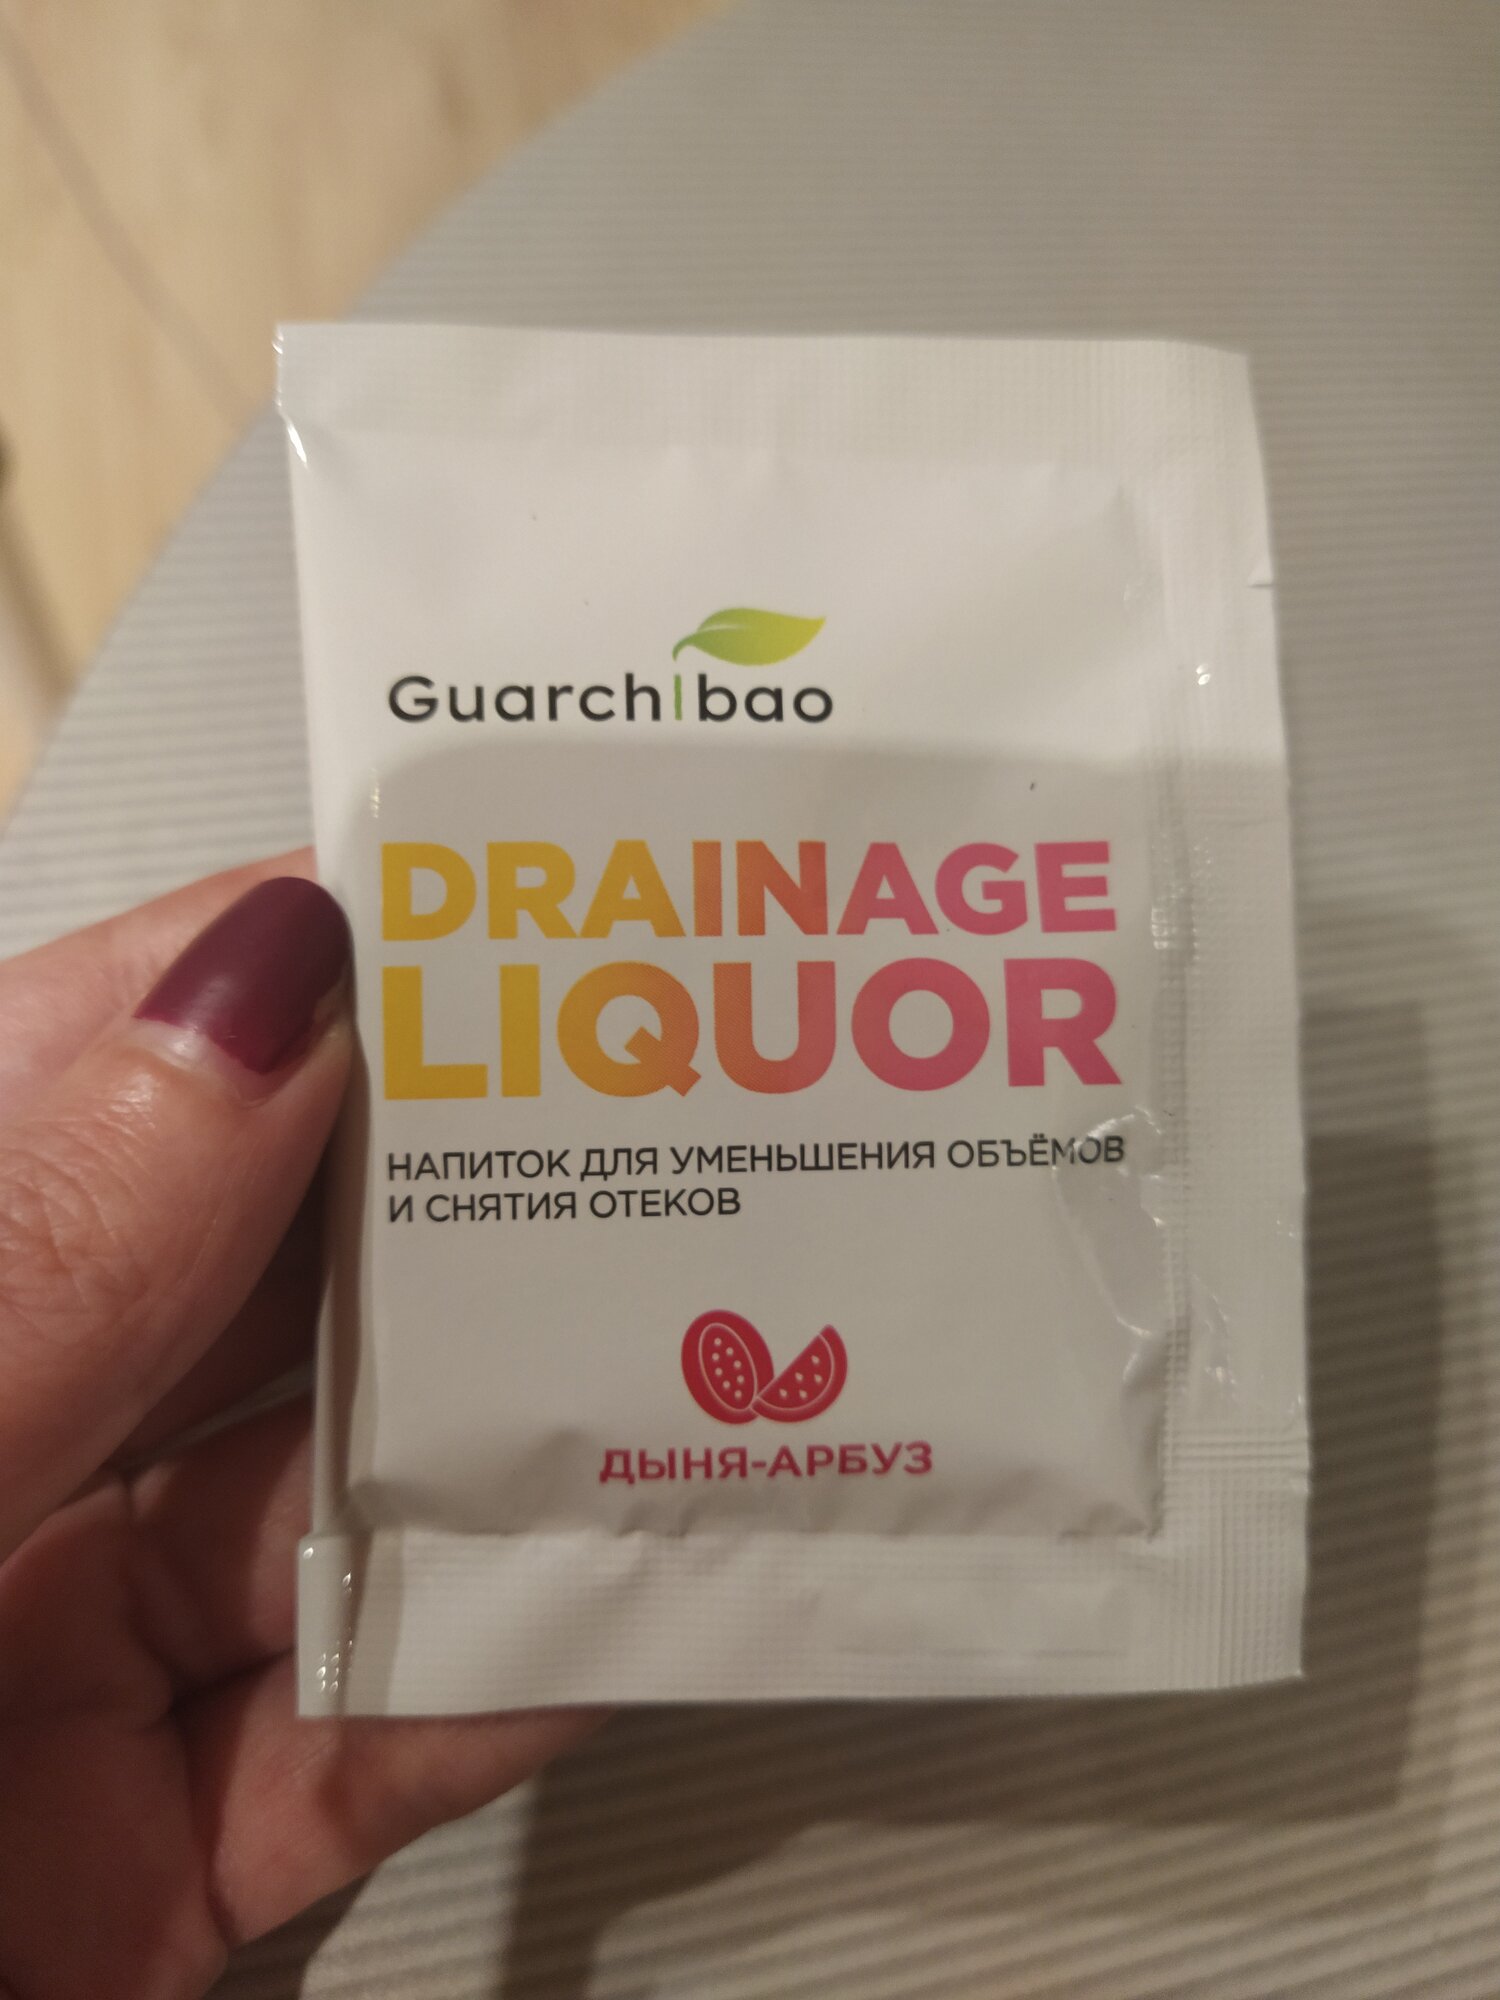 Guarchibao
DRAINAGE
LIQUOR
НАПИТОК ДЛЯ УМЕНЬШЕНИЯ ОБЪЁМОВ
И СНЯТИЯ ОТЕКОВ
ДЫНЯ-АРБУЗ